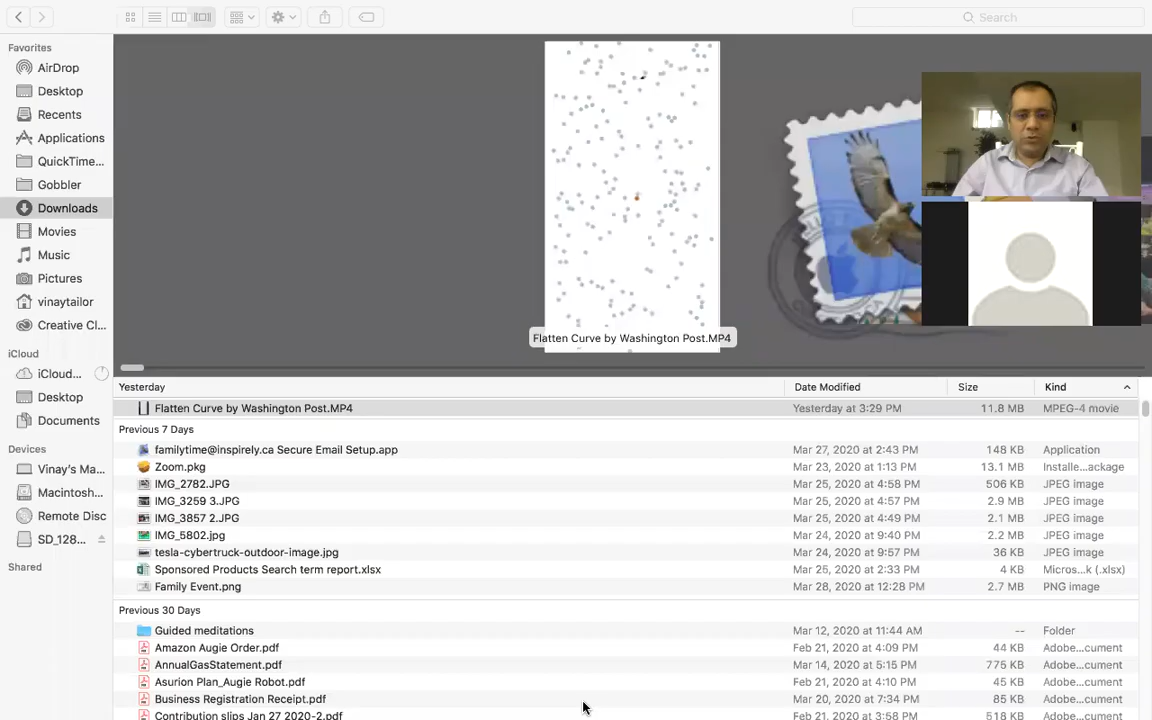 Search
Favorites
AirDrop
Desktop
Recents
Applications
QuickTime...
Gobbler
Downloads
Movies
Music
Pictures
vinaytailor
Creative Cl...
iCloud
iCloud...
Desktop
Documents
Devices
Vinay's Ma...
Macintosh...
Remote Disc
SD_128...
Shared
Flatten Curve by Washington Post.MP4
Yesterday Date Modified Size Kind
Flatten Curve by Washington Post.MP4 Yesterday at 3:29 PM 11.8 MB MPEG-4 movie
Previous 7 Days
familytime@inspirely.ca Secure Email Setup.app Mar 27, 2020 at 2:43 PM 148 KB Application
Zoom.pkg Mar 23, 2020 at 1:13 PM 13.1 MB Installe...ackage
IMG_2782.JPG Mar 25, 2020 at 4:58 PM 506 KB JPEG image
IMG_3259 3.JPG Mar 25, 2020 at 4:57 PM 2.9 MB JPEG image
IMG_3857 2.JPG Mar 25, 2020 at 4:49 PM 2.1 MB JPEG image
IMG_5802.jpg Mar 24, 2020 at 9:40 PM 2.2 MB JPEG image
tesla-cybertruck-outdoor-image.jpg Mar 24, 2020 at 9:57 PM 36 KB JPEG image
Sponsored Products Search term report.xlsx Mar 25, 2020 at 2:33 PM 4 KB Micros...k (.xlsx)
Family Event.png Mar 28, 2020 at 12:28 PM 2.7 MB PNG image
Previous 30 Days
Guided meditations Mar 12, 2020 at 11:44 AM -- Folder
Amazon Augie Order.pdf Feb 21, 2020 at 4:09 PM 44 KB Adobe...cument
AnnualGasStatement.pdf Mar 14, 2020 at 5:15 PM 775 KB Adobe...cument
Asurion Plan_Augie Robot.pdf Feb 21, 2020 at 4:10 PM 45 KB Adobe...cument
Business Registration Receipt.pdf Mar 20, 2020 at 7:34 PM 85 KB Adobe...cument
Contribution slips Jan 27 2020-2.pdf Feb 21, 2020 at 3:58 PM 518 KB Adobe...cument